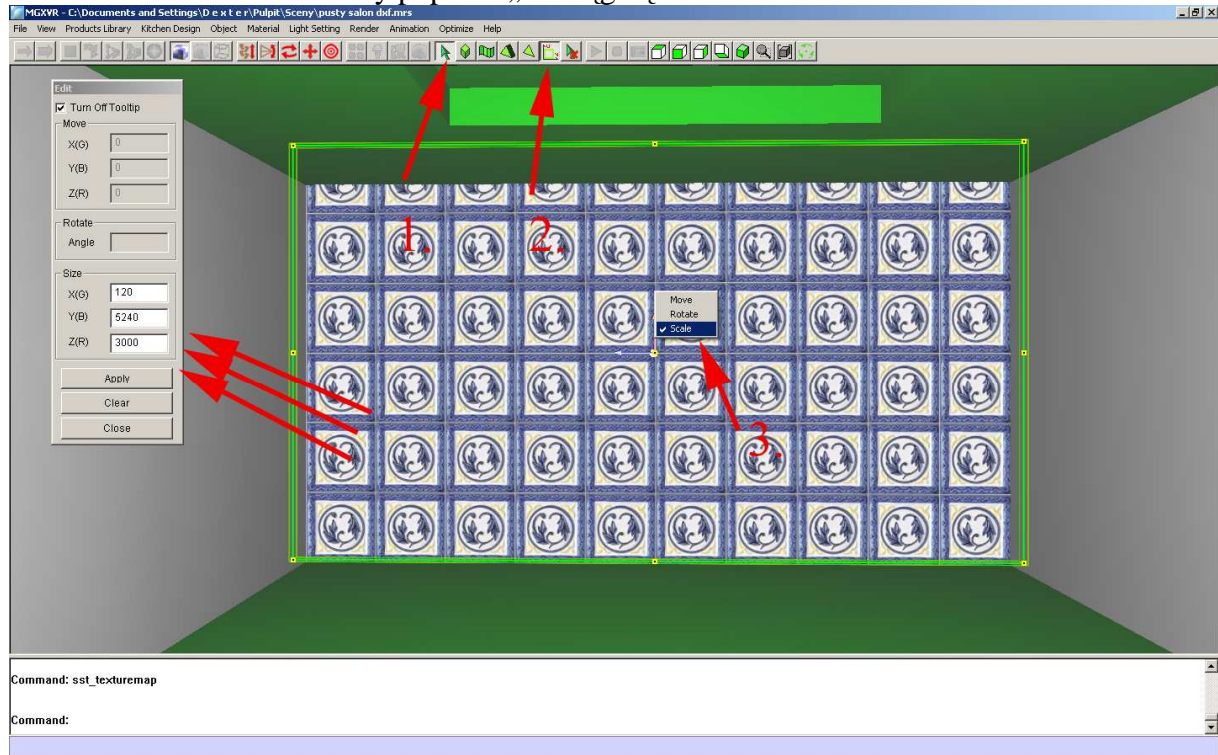 MGXVR - C:\Documents and Settings\D e x t e r\Pulpit\Sceny\pusty salon dxf.mrs
File View Products Library Kitchen Design Object Material Light Setting Render Animation Optimize Help
Edit
Turn Off Tooltip
Move
X(G) 0
Y(B) 0
Z(R) 0
Rotate
Angle
Size
X(G) 120
Y(B) 5240
Z(R) 3000
Apply
Clear
Close
1.
2.
Move
Rotate
Scale
3.
Command: sst_texturemap
Command: